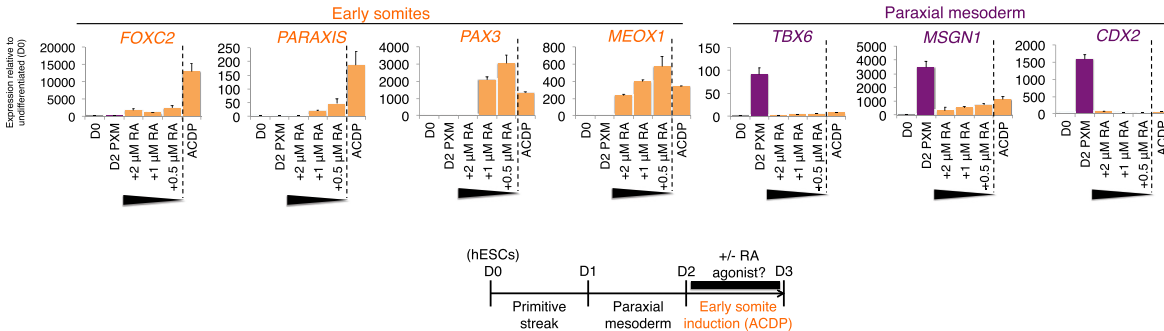 Early somites
Paraxial mesoderm
Expression relative to
undifferentiated (D0)
FOXC2
20000
15000
10000
5000
0
D0
D2 PXM
+2 µM RA
+1 µM RA
+0.5 µM RA
ACDP
PARAXIS
250
200
150
100
50
0
D0
D2 PXM
+2 µM RA
+1 µM RA
+0.5 µM RA
ACDP
PAX3
4000
3000
2000
1000
0
D0
D2 PXM
+2 µM RA
+1 µM RA
+0.5 µM RA
ACDP
MEOX1
800
600
400
200
0
D0
D2 PXM
+2 µM RA
+1 µM RA
+0.5 µM RA
ACDP
TBX6
150
100
50
0
D0
D2 PXM
+2 µM RA
+1 µM RA
+0.5 µM RA
ACDP
MSGN1
5000
4000
3000
2000
1000
0
D0
D2 PXM
+2 µM RA
+1 µM RA
+0.5 µM RA
ACDP
CDX2
2000
1500
1000
500
0
D0
D2 PXM
+2 µM RA
+1 µM RA
+0.5 µM RA
ACDP
(hESCs)
D0
D1
D2
+/- RA
agonist?
D3
Primitive
streak
Paraxial
mesoderm
Early somite
induction (ACDP)